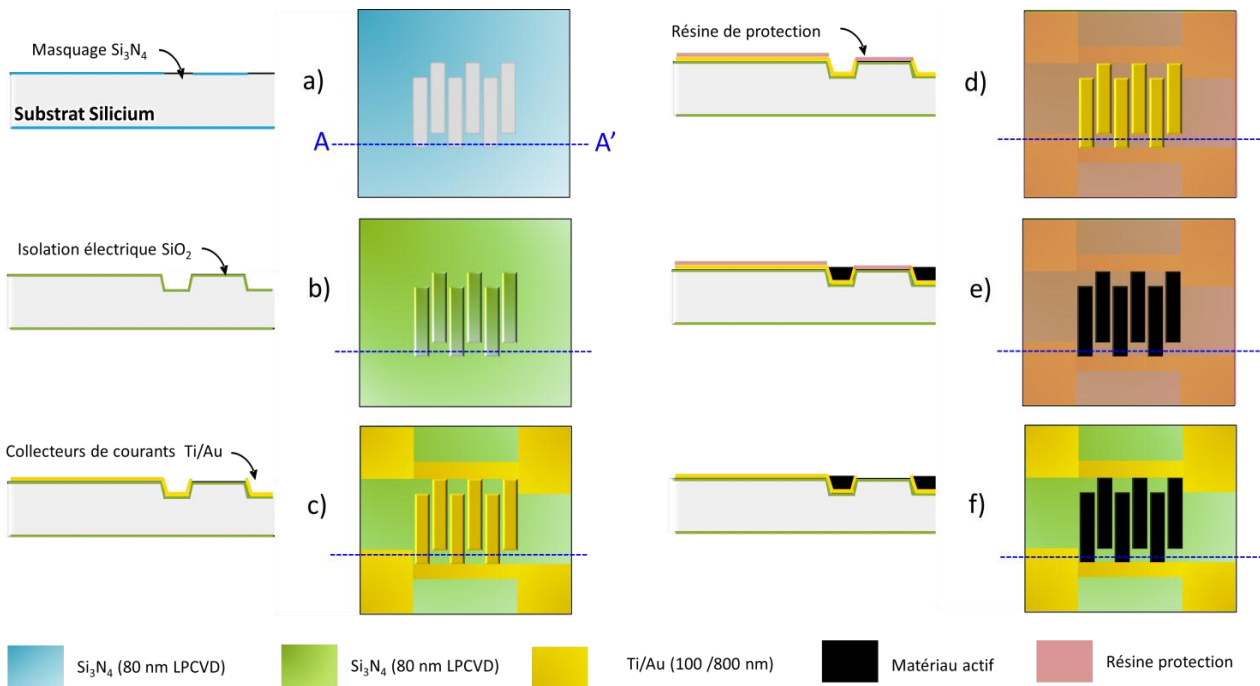 Masquage Si₃N₄
Substrat Silicium
a)
A
A'
Isolation électrique SiO₂
b)
Collecteurs de courants Ti/Au
c)
Résine de protection
d)
e)
f)
Si₃N₄ (80 nm LPCVD)
Si₃N₄ (80 nm LPCVD)
Ti/Au (100 /800 nm)
Matériau actif
Résine protection